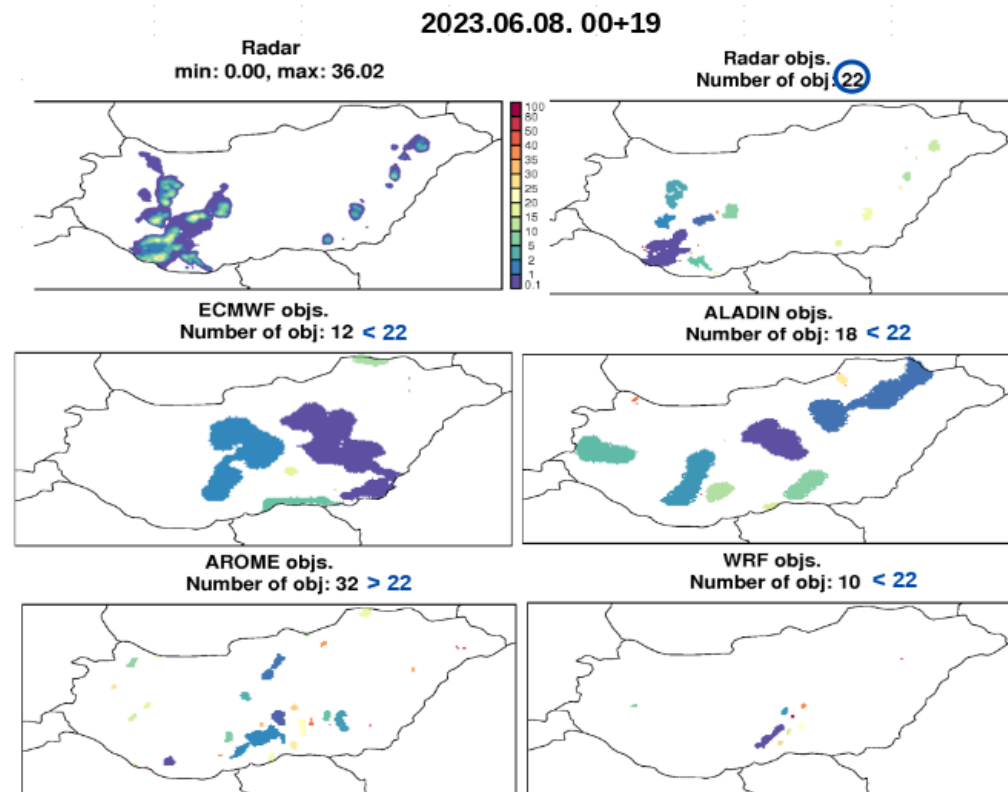 2023.06.08. 00+19
Radar
min: 0.00, max: 36.02
Radar objs.
Number of obj: 22
100
80
50
40
35
30
25
20
15
10
5
2
1
0.1
ECMWF objs.
Number of obj: 12 < 22
ALADIN objs.
Number of obj: 18 < 22
AROME objs.
Number of obj: 32 > 22
WRF objs.
Number of obj: 10 < 22